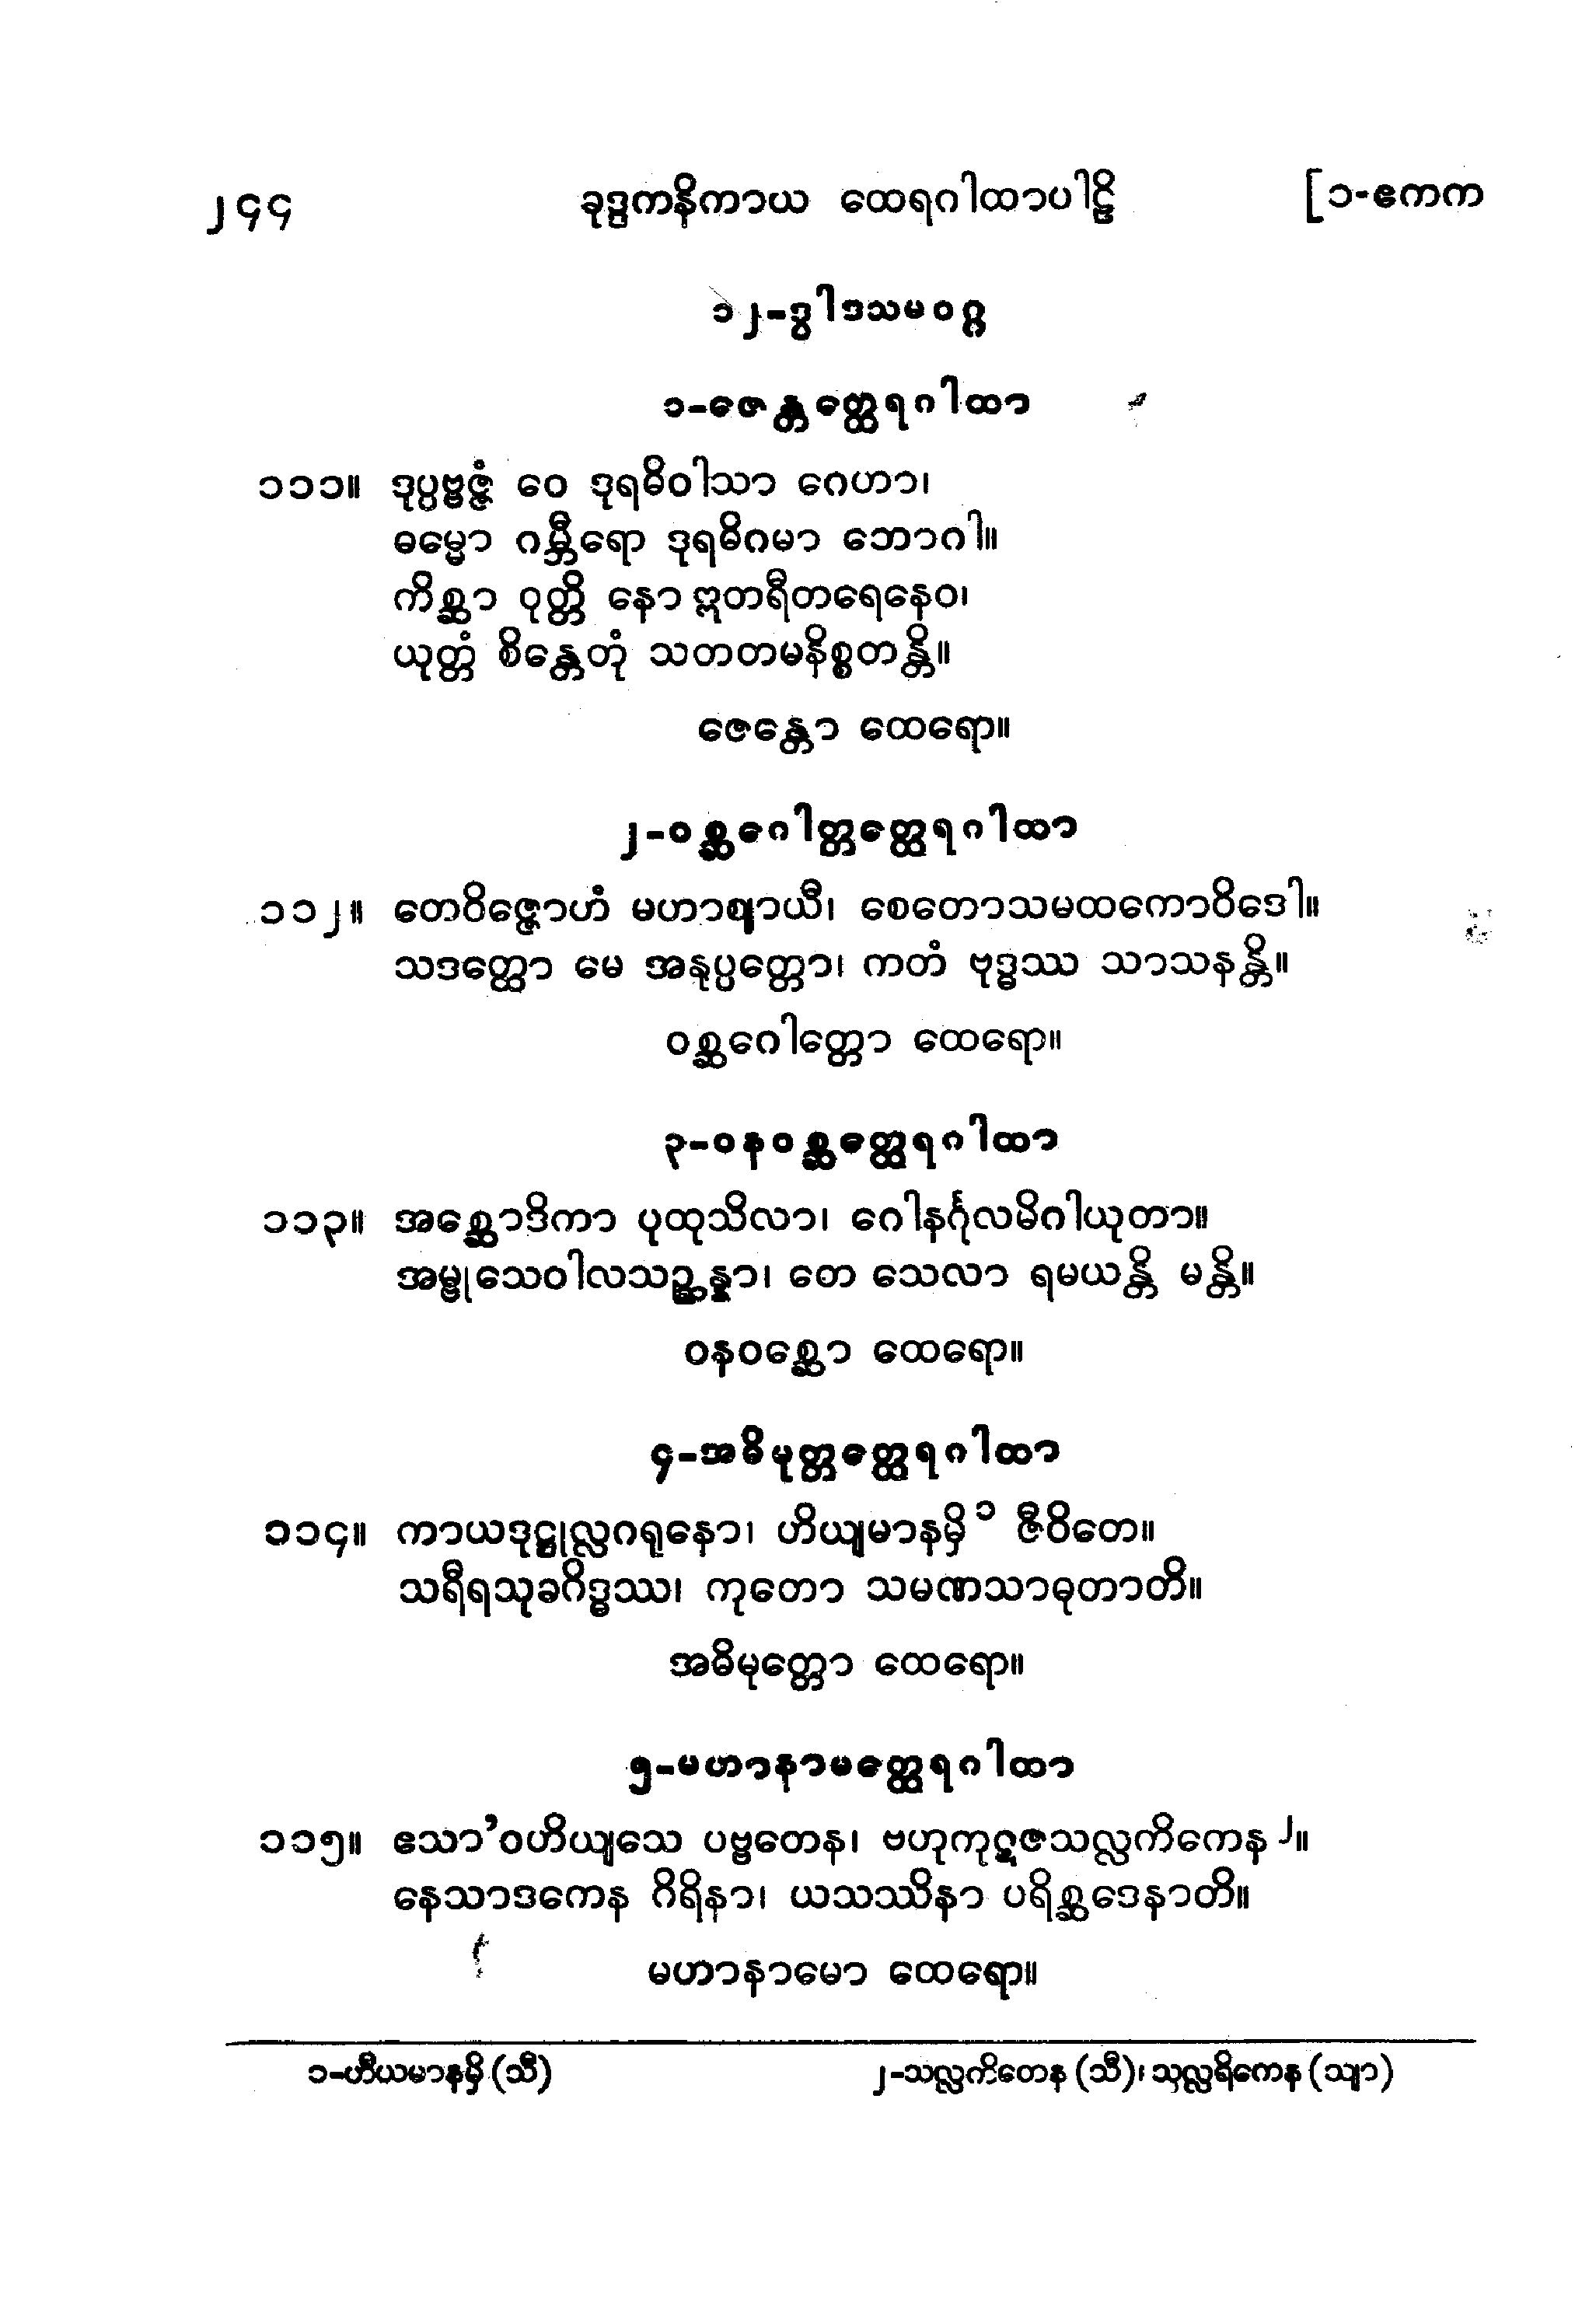 ၂၄၄ ခုဒ္ဒကနိကာယ ထေရဂါထာပါဠိ [၁-ဧကက
၁၂-ဒွါဒသမဝဂ္ဂ
၁-ဇေန္တတ္ထေရဂါထာ
၁၁၁။ ဒုပ္ပဗ္ဗဇ္ဇံ ဝေ ဒုရဓိဝါသာ ဂေဟာ၊
ဓမ္မော ဂမ္ဘီရော ဒုရဓိဂမာ ဘောဂါ။
ကိစ္ဆာ ဝုတ္တိ နော ဣတရီတရေနေဝ၊
ယုတ္တံ စိန္တေတုံ သတတမနိစ္စတန္တိ။
ဇေန္တော ထေရော။
၂-ဝစ္ဆဂေါတ္တတ္ထေရဂါထာ
၁၁၂။ တေဝိဇ္ဇောဟံ မဟာဈာယီ၊ စေတောသမထကောဝိဒေါ။
သဒတ္ထော မေ အနုပ္ပတ္တော၊ ကတံ ဗုဒ္ဓဿ သာသနန္တိ။
ဝစ္ဆဂေါတ္တော ထေရော။
၃-ဝနဝစ္ဆတ္ထေရဂါထာ
၁၁၃။ အစ္ဆောဒိကာ ပုထုသိလာ၊ ဂေါနင်္ဂုလမိဂါယုတာ။
အမ္ဗုသေဝါလသဉ္ဆန္နာ၊ တေ သေလာ ရမယန္တိ မန္တိ။
ဝနဝစ္ဆော ထေရော။
၄-အဓိမုတ္တတ္ထေရဂါထာ
၁၁၄။ ကာယဒုဋ္ဌုလ္လဂရုနော၊ ဟိယျမာနမှိ ၁ ဇီဝိတေ။
သရီရသုခဂိဒ္ဓဿ၊ ကုတော သမဏသာဓုတာတိ။
အဓိမုတ္တော ထေရော။
၅-မဟာနာမတ္ထေရဂါထာ
၁၁၅။ ဧသာ’ဝဟိယျသေ ပဗ္ဗတေန၊ ဗဟုကုဋဇသလ္လကိကေန ၂။
နေသာဒကေန ဂိရိနာ၊ ယသဿိနာ ပရိစ္ဆဒေနာတိ။
မဟာနာမော ထေရော။
၁-ဟီယမာနမှိ (သီ) ၂-သလ္လကိတေန (သီ)၊ သုလ္လရိကေန (သျာ)